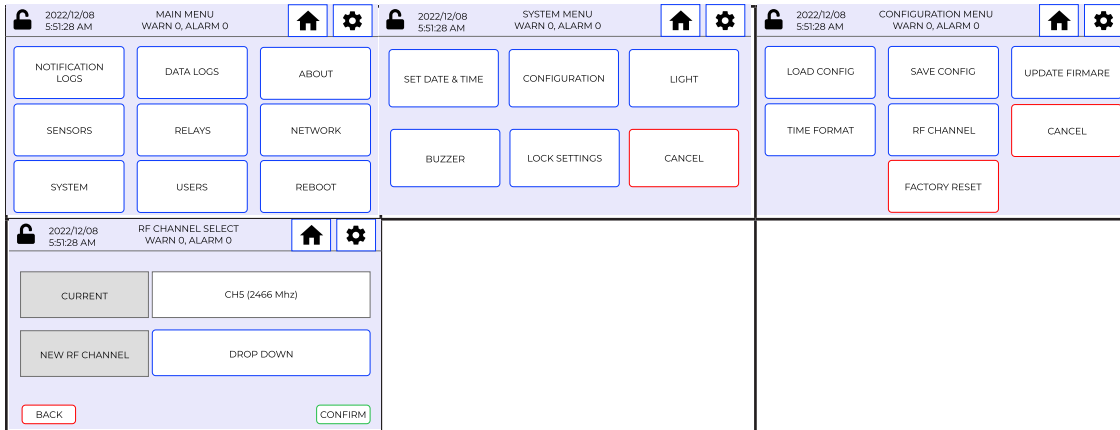 2022/12/08
5:51:28 AM
MAIN MENU
WARN 0, ALARM 0
NOTIFICATION
LOGS
DATA LOGS
ABOUT
SENSORS
RELAYS
NETWORK
SYSTEM
USERS
REBOOT
2022/12/08
5:51:28 AM
SYSTEM MENU
WARN 0, ALARM 0
SET DATE & TIME
CONFIGURATION
LIGHT
BUZZER
LOCK SETTINGS
CANCEL
2022/12/08
5:51:28 AM
CONFIGURATION MENU
WARN 0, ALARM 0
LOAD CONFIG
SAVE CONFIG
UPDATE FIRMARE
TIME FORMAT
RF CHANNEL
CANCEL
FACTORY RESET
2022/12/08
5:51:28 AM
RF CHANNEL SELECT
WARN 0, ALARM 0
CURRENT
CH5 (2466 Mhz)
NEW RF CHANNEL
DROP DOWN
BACK
CONFIRM